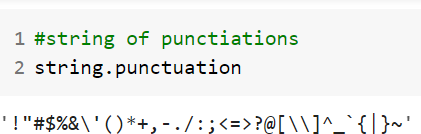 1 #string of punctiations
2 string.punctuation
'!"#$%&\'()*+,-./:;<=>?@[\\]^_`{|}~'